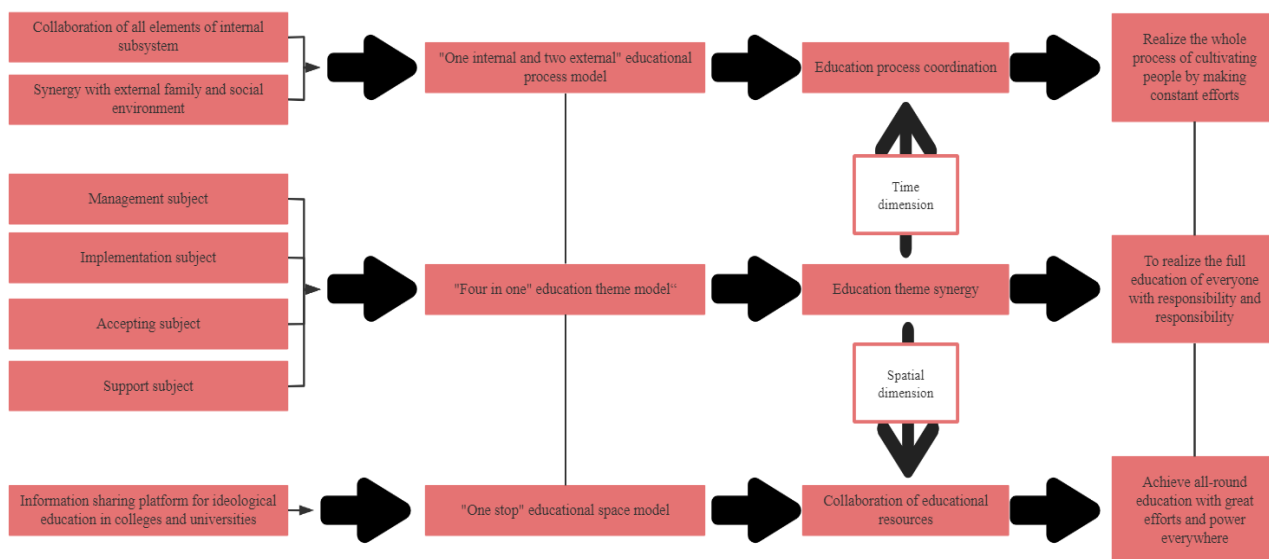 Collaboration of all elements of internal
subsystem
Synergy with external family and social
environment
"One internal and two external" educational
process model
Education process coordination
Realize the whole
process of cultivating
people by making
constant efforts
Time
dimension
Management subject
Implementation subject
Accepting subject
Support subject
"Four in one" education theme model“
Education theme synergy
To realize the full
education of everyone
with responsibility and
responsibility
Spatial
dimension
Information sharing platform for ideological
education in colleges and universities
"One stop" educational space model
Collaboration of educational
resources
Achieve all-round
education with great
efforts and power
everywhere